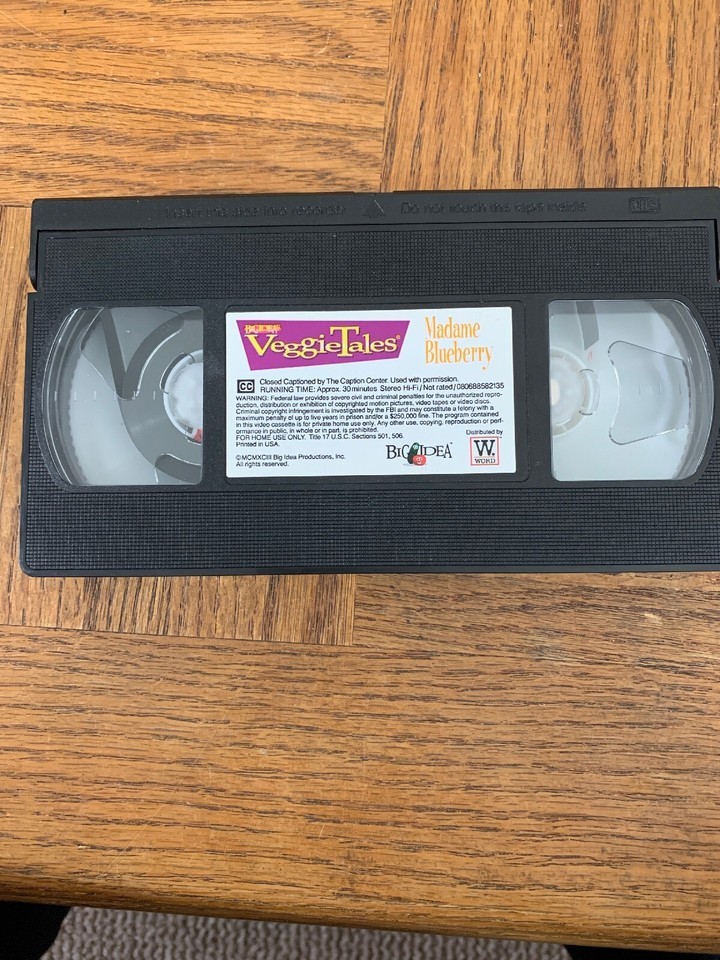 Insert this side into recorder Do not touch the tape inside VHS
BIG IDEA'S
VeggieTales®
Madame
Blueberry
CC Closed Captioned by The Caption Center. Used with permission.
RUNNING TIME: Approx. 30 minutes Stereo Hi-Fi / Not rated / 080688582135
WARNING: Federal law provides severe civil and criminal penalties for the unauthorized repro-
duction, distribution or exhibition of copyrighted motion pictures, video tapes or video discs.
Criminal copyright infringement is investigated by the FBI and may constitute a felony with a
maximum penalty of up to five years in prison and/or a $250,000 fine. The program contained
in this video cassette is for private home use only. Any other use, copying, reproduction or perf-
ormance in public, in whole or in part, is prohibited.
FOR HOME USE ONLY. Title 17 U.S.C. Sections 501, 506.
Printed in USA.
©MCMXCIII Big Idea Productions, Inc.
All rights reserved.
BIG IDEA
Distributed by
W.
WORD